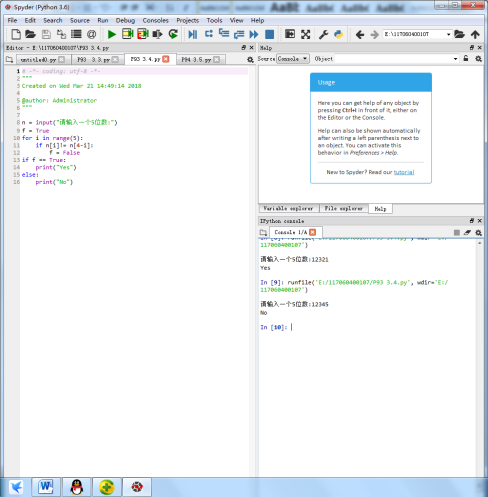 Spyder (Python 3.6)
File Edit Search Source Run Debug Consoles Projects Tools View Help
E:\117060400107
Editor - E:\117060400107\P93 3.4.py
untitled0.py P93 3.3.py P93 3.4.py P94 3.5.py
1 # -*- coding: utf-8 -*-
2 """
3 Created on Wed Mar 21 14:49:14 2018
4
5 @author: Administrator
6 """
7
8 n = input("请输入一个5位数:")
9 f = True
10 for i in range(5):
11 if n[i]!= n[4-i]:
12 f = False
13 if f == True:
14 print("Yes")
15 else:
16 print("No")
Help
Source Console Object
Usage
Here you can get help of any object by
pressing Ctrl+I in front of it, either on
the Editor or the Console.
Help can also be shown automatically
after writing a left parenthesis next to
an object. You can activate this
behavior in Preferences > Help.
New to Spyder? Read our tutorial
Variable explorer File explorer Help
IPython console
Console 1/A
117060400107')
请输入一个5位数:12321
Yes
In [9]: runfile('E:/117060400107/P93 3.4.py', wdir='E:/
117060400107')
请输入一个5位数:12345
No
In [10]: